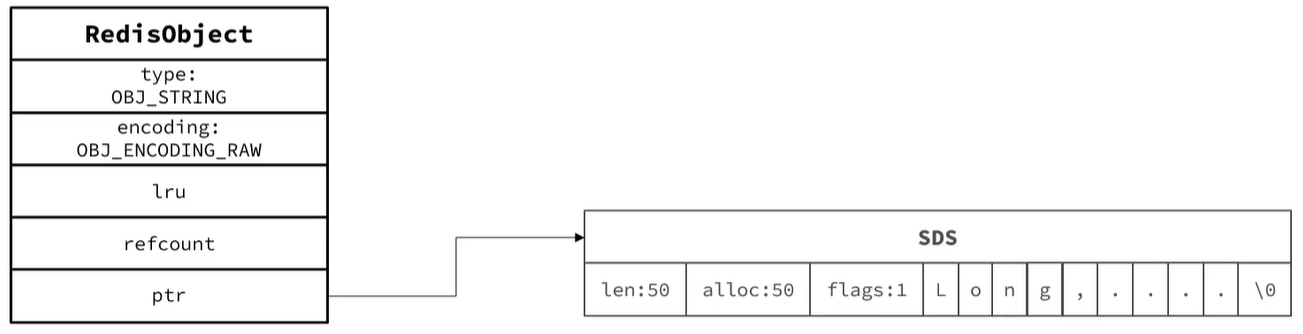 RedisObject
type:
OBJ_STRING
encoding:
OBJ_ENCODING_RAW
lru
refcount
ptr
SDS
len:50 alloc:50 flags:1 L o n g , . . . . \0